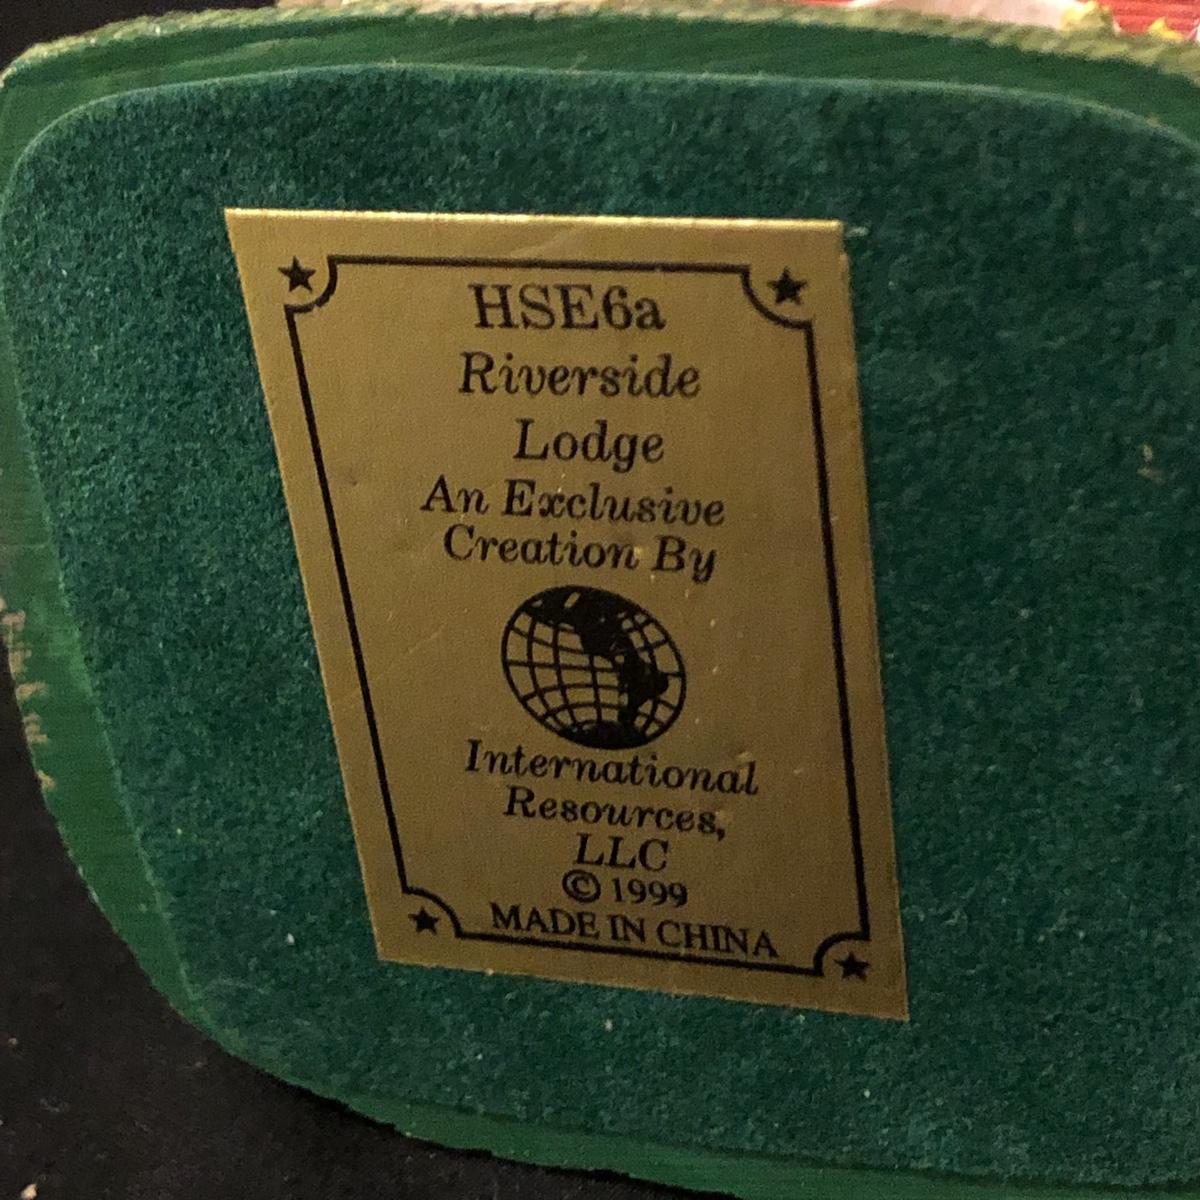 HSE6a
Riverside
Lodge
An Exclusive
Creation By
International
Resources,
LLC
© 1999
MADE IN CHINA